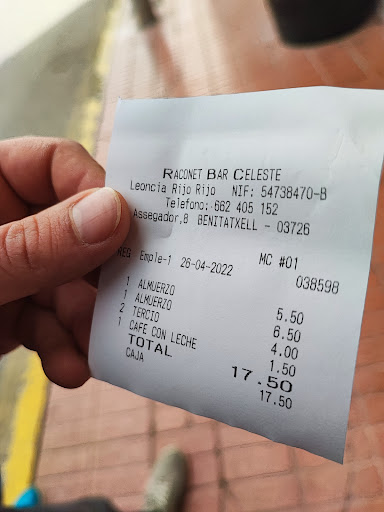 RACONET BAR CELESTE
Leoncia Rijo Rijo NIF: 54738470-B
Telefono: 662 405 152
Assegador,8 BENITATXELL - 03726
REG Emple-1 26-04-2022 MC #01
038598
1 ALMUERZO 5.50
1 ALMUERZO 6.50
2 TERCIO 4.00
1 CAFE CON LECHE 1.50
TOTAL 17.50
CAJA 17.50